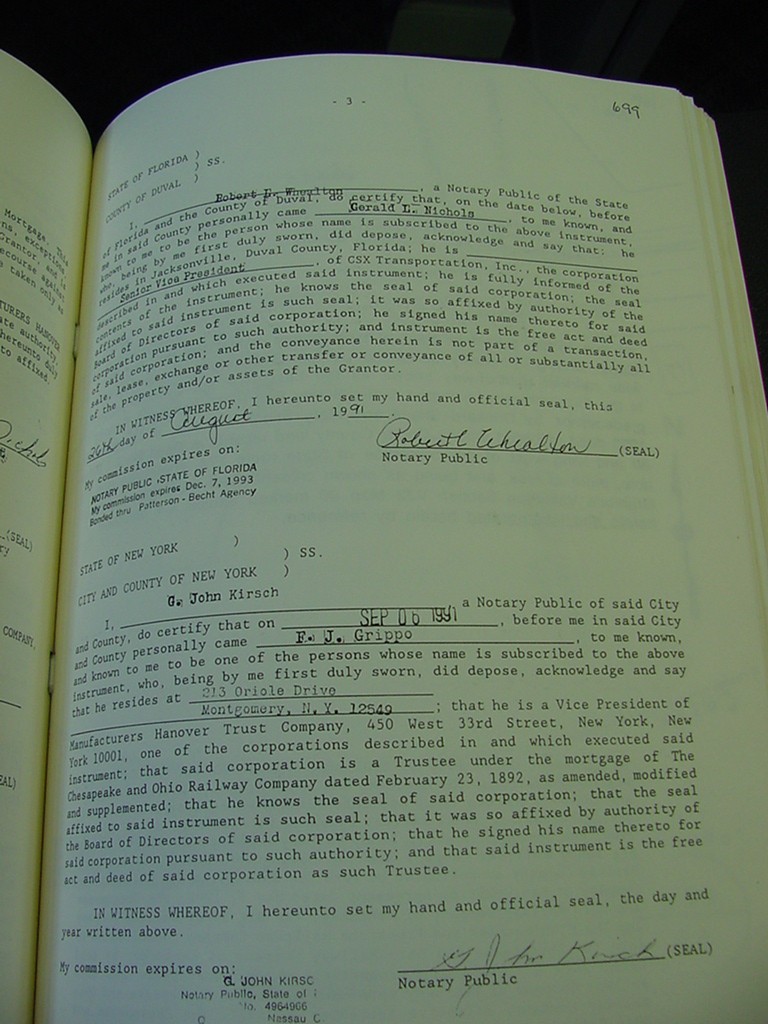 - 3 -
699
STATE OF FLORIDA )
) SS.
COUNTY OF DUVAL )
I, Robert L. Whealton, a Notary Public of the State
of Florida and the County of Duval, do certify that, on the date below, before
me in said County personally came Gerald L. Nichols, to me known, and
known to me to be the person whose name is subscribed to the above instrument,
who, being by me first duly sworn, did depose, acknowledge and say that: he
resides in Jacksonville, Duval County, Florida; he is
Senior Vice President, of CSX Transportation, Inc., the corporation
described in and which executed said instrument; he is fully informed of the
contents of the instrument; he knows the seal of said corporation; the seal
affixed to said instrument is such seal; it was so affixed by authority of the
Board of Directors of said corporation; he signed his name thereto for said
corporation pursuant to such authority; and instrument is the free act and deed
of said corporation; and the conveyance herein is not part of a transaction,
sale, lease, exchange or other transfer or conveyance of all or substantially all
of the property and/or assets of the Grantor.
IN WITNESS WHEREOF, I hereunto set my hand and official seal, this
26th day of August, 1991.
Robert L Whealton (SEAL)
Notary Public
My commission expires on:
NOTARY PUBLIC, STATE OF FLORIDA
My commission expires Dec. 7, 1993
Bonded thru Patterson - Becht Agency
STATE OF NEW YORK )
) SS.
CITY AND COUNTY OF NEW YORK )
G. John Kirsch
I, a Notary Public of said City
and County, do certify that on SEP 06 1991, before me in said City
and County personally came F. J. Grippo, to me known,
and known to me to be one of the persons whose name is subscribed to the above
instrument, who, being by me first duly sworn, did depose, acknowledge and say
that he resides at 213 Oriole Drive
Montgomery, N.Y. 12549; that he is a Vice President of
Manufacturers Hanover Trust Company, 450 West 33rd Street, New York, New
York 10001, one of the corporations described in and which executed said
instrument; that said corporation is a Trustee under the mortgage of The
Chesapeake and Ohio Railway Company dated February 23, 1892, as amended, modified
and supplemented; that he knows the seal of said corporation; that the seal
affixed to said instrument is such seal; that it was so affixed by authority of
the Board of Directors of said corporation; that he signed his name thereto for
said corporation pursuant to such authority; and that said instrument is the free
act and deed of said corporation as such Trustee.
IN WITNESS WHEREOF, I hereunto set my hand and official seal, the day and
year written above.
G. John Kirsch (SEAL)
Notary Public
My commission expires on:
G. JOHN KIRSC
Notary Public, State of
No. 4964906
Nassau C